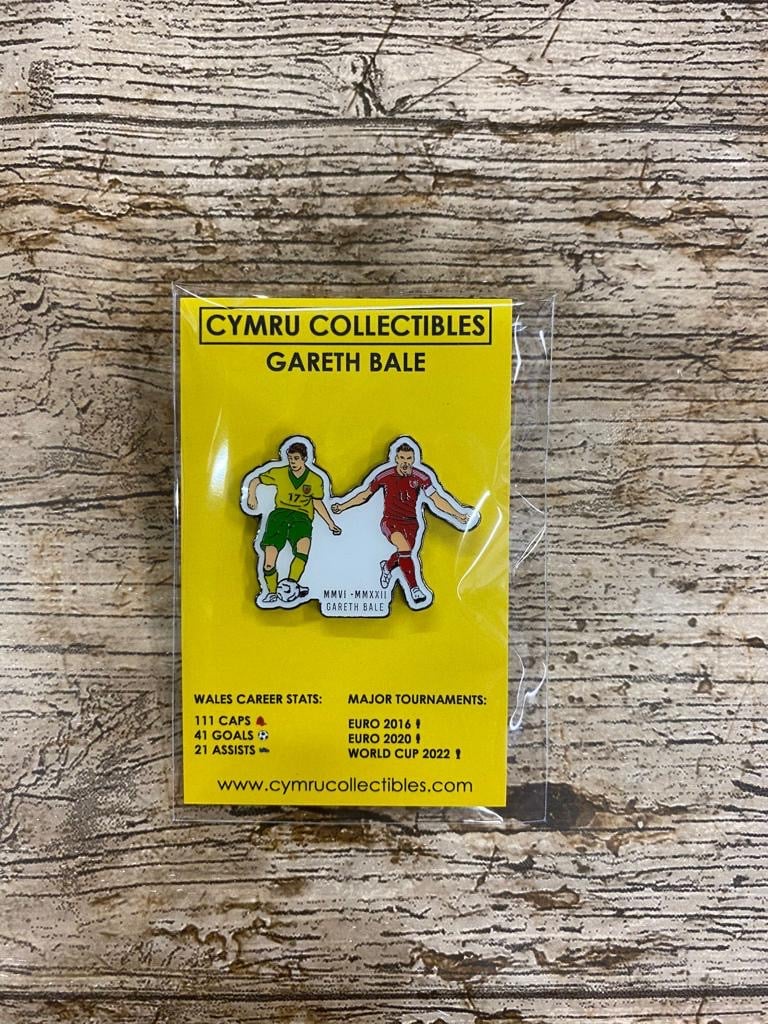 CYMRU COLLECTIBLES
GARETH BALE
17
11
MMVI -MMXXII
GARETH BALE
WALES CAREER STATS:
111 CAPS
41 GOALS
21 ASSISTS
MAJOR TOURNAMENTS:
EURO 2016
EURO 2020
WORLD CUP 2022
www.cymrucollectibles.com